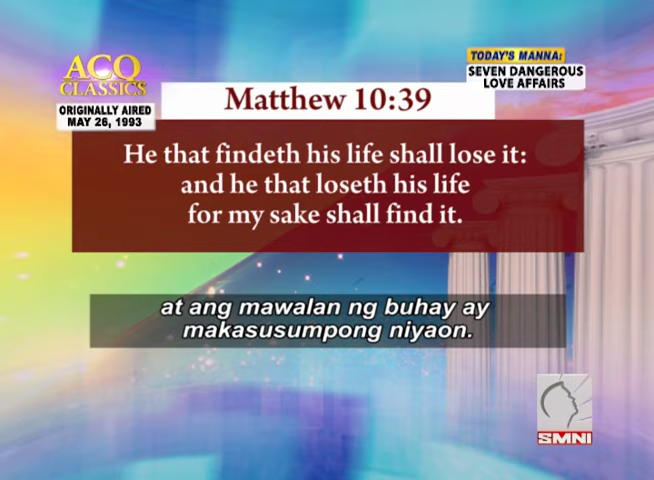 ACQ
CLASSICS
ORIGINALLY AIRED
MAY 26, 1993
TODAY'S MANNA:
SEVEN DANGEROUS
LOVE AFFAIRS
Matthew 10:39
He that findeth his life shall lose it:
and he that loseth his life
for my sake shall find it.
at ang mawalan ng buhay ay
makasusumpong niyaon.
SMNI